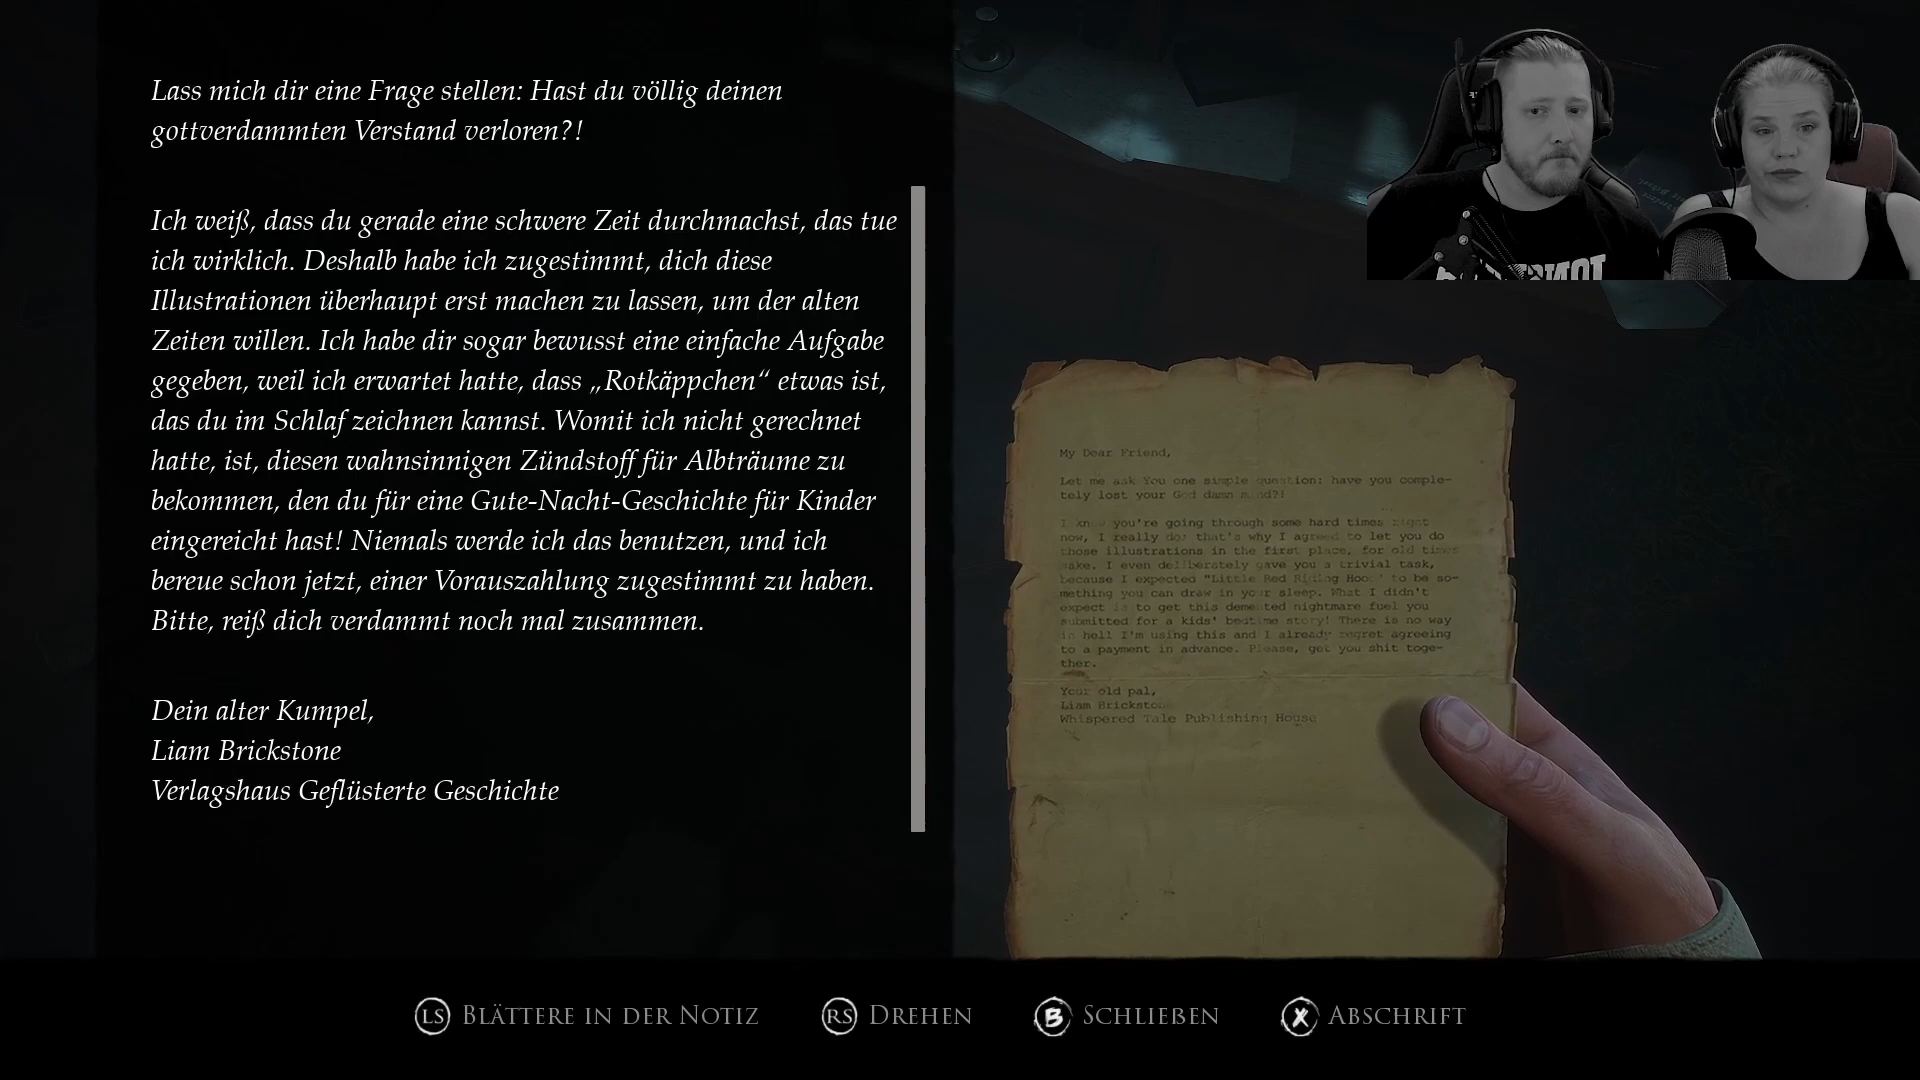 Lass mich dir eine Frage stellen: Hast du völlig deinen
gottverdammten Verstand verloren?!
Ich weiß, dass du gerade eine schwere Zeit durchmachst, das tue
ich wirklich. Deshalb habe ich zugestimmt, dich diese
Illustrationen überhaupt erst machen zu lassen, um der alten
Zeiten willen. Ich habe dir sogar bewusst eine einfache Aufgabe
gegeben, weil ich erwartet hatte, dass „Rotkäppchen“ etwas ist,
das du im Schlaf zeichnen kannst. Womit ich nicht gerechnet
hatte, ist, diesen wahnsinnigen Zündstoff für Albträume zu
bekommen, den du für eine Gute-Nacht-Geschichte für Kinder
eingereicht hast! Niemals werde ich das benutzen, und ich
bereue schon jetzt, einer Vorauszahlung zugestimmt zu haben.
Bitte, reiß dich verdammt noch mal zusammen.
Dein alter Kumpel,
Liam Brickstone
Verlagshaus Geflüsterte Geschichte
My Dear Friend,
Let me ask You one simple question: have you comple-
tely lost your God damn mind?!
I know you're going through some hard times right
now, I really do; that's why I agreed to let you do
those illustrations in the first place, for old times
sake. I even deliberately gave you a trivial task,
because I expected "Little Red Riding Hood" to be so-
mething you can draw in your sleep. What I didn't
expect is to get this demented nightmare fuel you
submitted for a kids' bedtime story! There is no way
in hell I'm using this and I already regret agreeing
to a payment in advance. Please, get you shit toge-
ther.
Your old pal,
Liam Brickstone
Whispered Tale Publishing House
LS BLÄTTERE IN DER NOTIZ RS DREHEN B SCHLIEẞEN X ABSCHRIFT